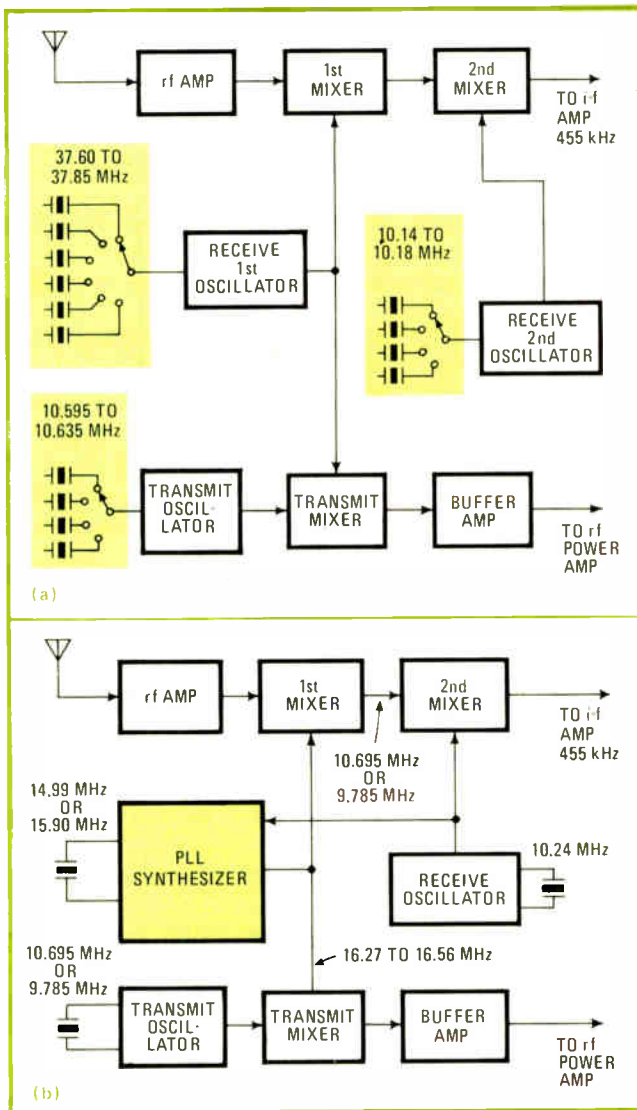 rf AMP
1st
MIXER
2nd
MIXER
TO i-f
AMP
455 kHz
37.60 TO
37.85 MHz
RECEIVE
1st
OSCILLATOR
10.14 TO
10.18 MHz
RECEIVE
2nd
OSCILLATOR
10.595 TO
10.635 MHz
TRANSMIT
OSCIL-
LATOR
TRANSMIT
MIXER
BUFFER
AMP
TO rf
POWER
AMP
(a)
rf AMP
1st
MIXER
2nd
MIXER
TO i-f
AMP
455 kHz
10.695 MHz
OR
9.785 MHz
14.99 MHz
OR
15.90 MHz
PLL
SYNTHESIZER
10.24 MHz
RECEIVE
OSCILLATOR
16.27 TO 16.56 MHz
10.695 MHz
OR
9.785 MHz
TRANSMIT
OSCIL-
LATOR
TRANSMIT
MIXER
BUFFER
AMP
TO rf
POWER
AMP
(b)